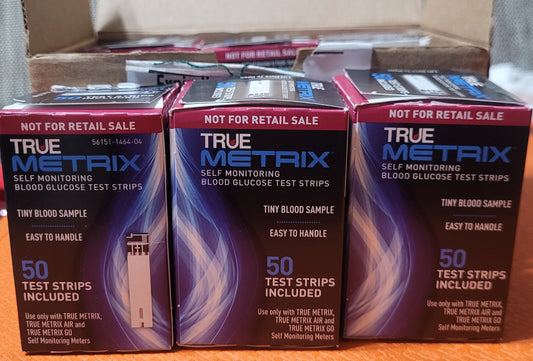 NOT FOR RETAIL SALE
NOT FOR RETAIL SALE
TRUE 56151-1464-04
METRIX
SELF MONITORING
BLOOD GLUCOSE TEST STRIPS
TINY BLOOD SAMPLE
EASY TO HANDLE
50
TEST STRIPS
INCLUDED
Use only with TRUE METRIX,
TRUE METRIX AIR and
TRUE METRIX GO
Self Monitoring Meters
NOT FOR RETAIL SALE
TRUE
METRIX
SELF MONITORING
BLOOD GLUCOSE TEST STRIPS
TINY BLOOD SAMPLE
EASY TO HANDLE
50
TEST STRIPS
INCLUDED
Use only with TRUE METRIX,
TRUE METRIX AIR and
TRUE METRIX GO
Self Monitoring Meters
NOT FOR RETAIL SALE
TRUE
METRIX
SELF MONITORING
BLOOD GLUCOSE TEST STRIPS
TINY BLOOD SAMPLE
EASY TO HANDLE
50
TEST STRIPS
INCLUDED
Use only with TRUE METRIX,
TRUE METRIX AIR and
TRUE METRIX GO
Self Monitoring Meters